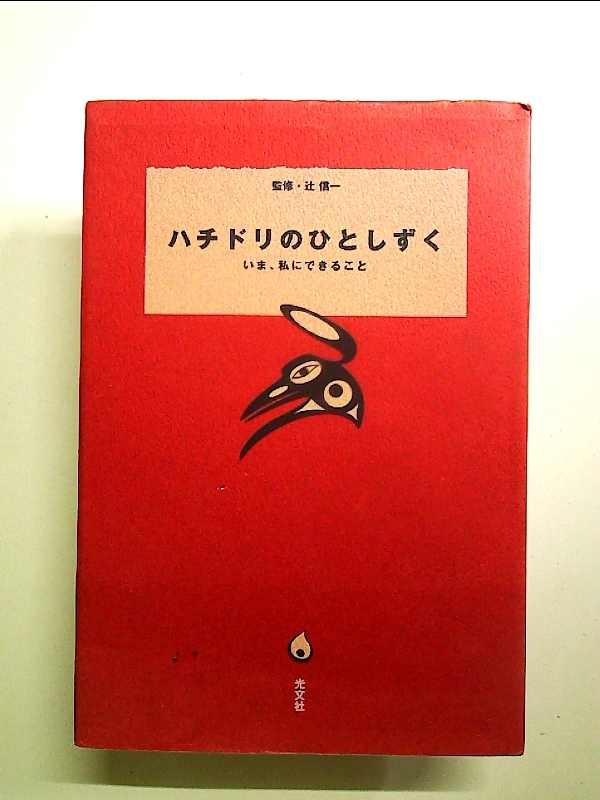 監修・辻 信一
ハチドリのひとしずく
いま、私にできること
光文社